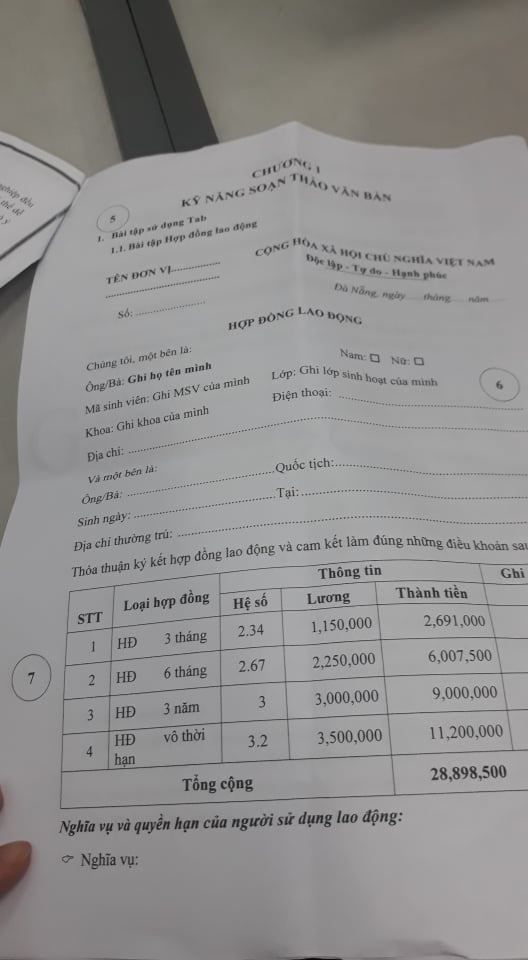 nghiệp đều
thể để
ý
CHƯƠNG 1
KỸ NĂNG SOẠN THẢO VĂN BẢN
5
1. Bài tập sử dụng Tab
1.1. Bài tập Hợp đồng lao động
TÊN ĐƠN VỊ............... CỘNG HÒA XÃ HỘI CHỦ NGHĨA VIỆT NAM
................................... Độc lập - Tự do - Hạnh phúc
Số: ..................... Đà Nẵng, ngày ... tháng ... năm ...
HỢP ĐỒNG LAO ĐỘNG
Chúng tôi, một bên là:
Ông/Bà: Ghi họ tên mình Nam: ☐ Nữ: ☐
Mã sinh viên: Ghi MSV của mình Lớp: Ghi lớp sinh hoạt của mình 6
Khoa: Ghi khoa của mình Điện thoại: ..............................
Địa chỉ: ..............................
Và một bên là:
Ông/Bà: ..............................Quốc tịch:..............................
Sinh ngày: ..............................Tại:..............................
Địa chỉ thường trú: ..............................
Thỏa thuận ký kết hợp đồng lao động và cam kết làm đúng những điều khoản sau
STT Loại hợp đồng Thông tin Ghi
Hệ số Lương Thành tiền
1 HĐ 3 tháng 2.34 1,150,000 2,691,000
7 2 HĐ 6 tháng 2.67 2,250,000 6,007,500
3 HĐ 3 năm 3 3,000,000 9,000,000
4 HĐ vô thời 3.2 3,500,000 11,200,000
hạn
Tổng cộng 28,898,500
Nghĩa vụ và quyền hạn của người sử dụng lao động:
☞ Nghĩa vụ: